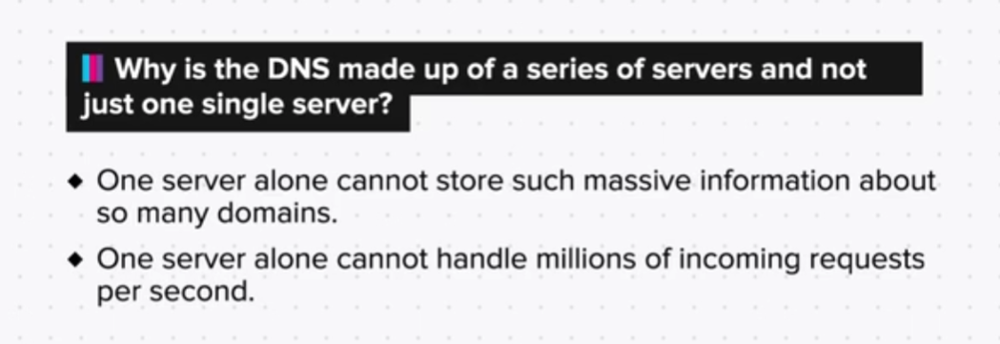 Why is the DNS made up of a series of servers and not
just one single server?
◆ One server alone cannot store such massive information about
so many domains.
◆ One server alone cannot handle millions of incoming requests
per second.